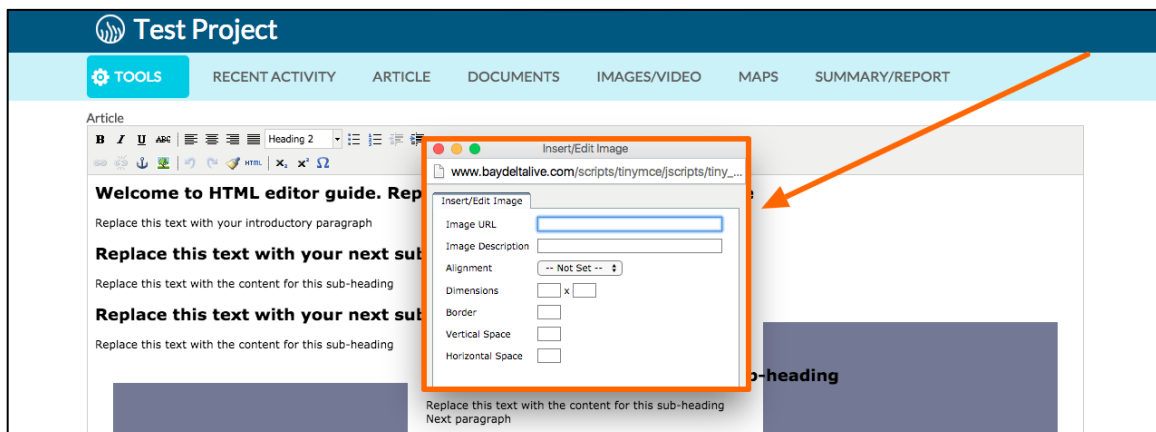 Test Project
TOOLS RECENT ACTIVITY ARTICLE DOCUMENTS IMAGES/VIDEO MAPS SUMMARY/REPORT
Article
B I U ABC Heading 2
HTML x₂ x² Ω
Welcome to HTML editor guide. Rep e
Replace this text with your introductory paragraph
Replace this text with your next sub
Replace this text with the content for this sub-heading
Replace this text with your next sub
Replace this text with the content for this sub-heading
Insert/Edit Image
www.baydeltalive.com/scripts/tinymce/jscripts/tiny_...
Insert/Edit Image
Image URL
Image Description
Alignment -- Not Set --
Dimensions x
Border
Vertical Space
Horizontal Space
b-heading
Replace this text with the content for this sub-heading
Next paragraph